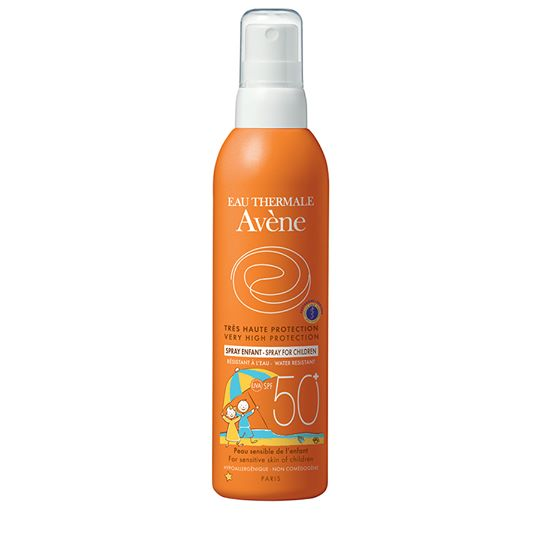 EAU THERMALE
Avène
TRÈS HAUTE PROTECTION
VERY HIGH PROTECTION
SPRAY ENFANT - SPRAY FOR CHILDREN
RÉSISTANT À L'EAU - WATER RESISTANT
UVA SPF 50+
Peau sensible de l'enfant
For sensitive skin of children
HYPOALLERGÉNIQUE - NON COMÉDOGÈNE
PARIS